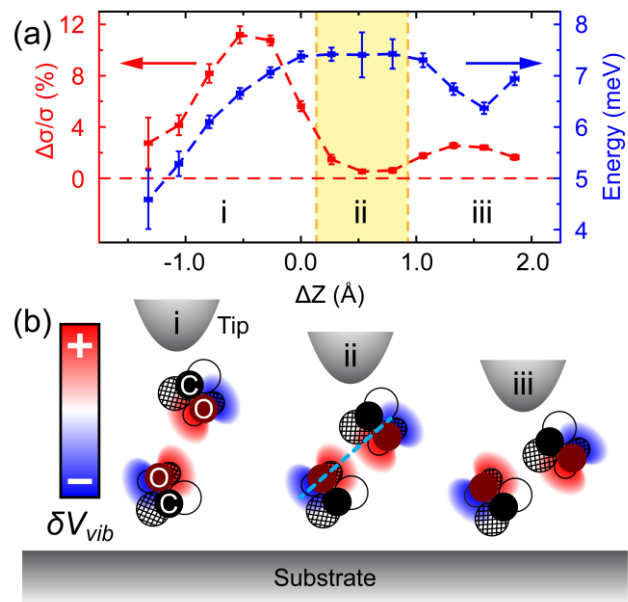 (a)
12
8
4
0
Δσ/σ (%)
8
7
6
5
4
Energy (meV)
i
ii
iii
-1.0
0.0
1.0
2.0
ΔZ (Å)
(b)
+
−
δV_vib
i
Tip
ii
iii
C
O
O
C
Substrate